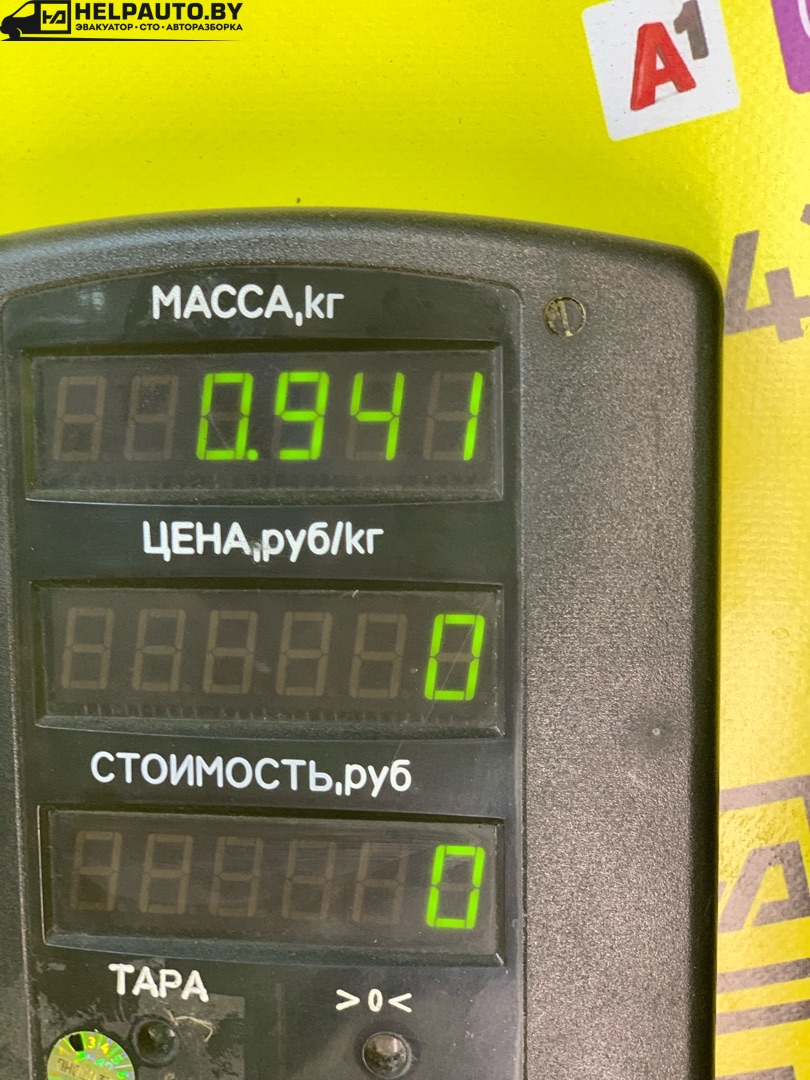 HELPAUTO.BY
ЭВАКУАТОР • СТО • АВТОРАЗБОРКА
A1
МАССА,кг
0.941
ЦЕНА,руб/кг
0
СТОИМОСТЬ,руб
0
ТАРА
>0<